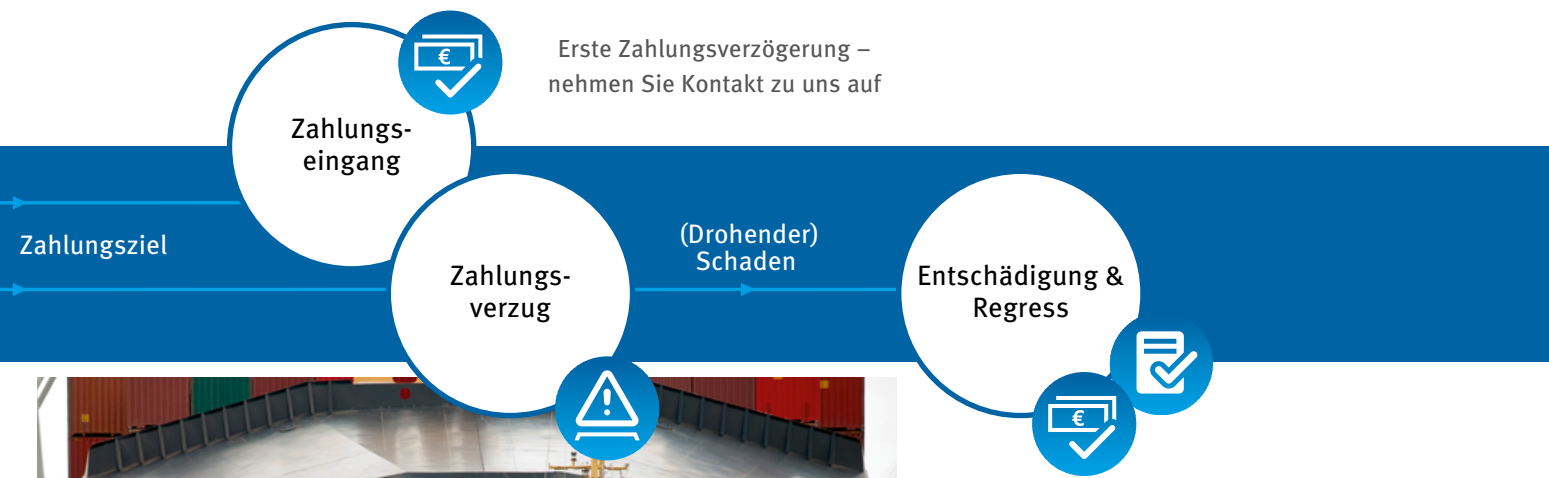 Erste Zahlungsverzögerung –
nehmen Sie Kontakt zu uns auf
Zahlungs-
eingang
Zahlungsziel
Zahlungs-
verzug
(Drohender)
Schaden
Entschädigung &
Regress
€
€